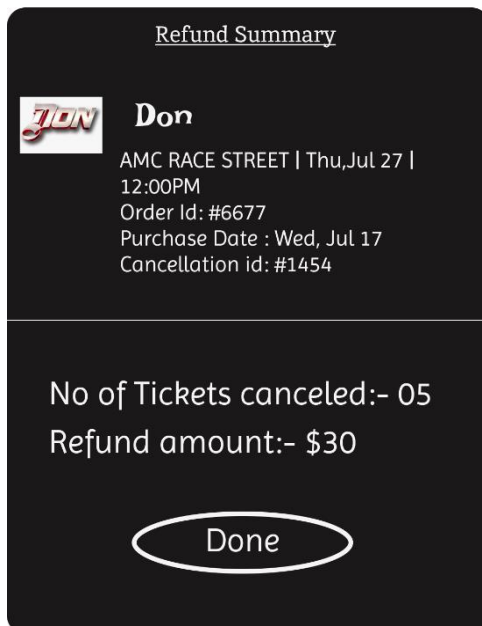 Refund Summary
DON
Don
AMC RACE STREET | Thu,Jul 27 |
12:00PM
Order Id: #6677
Purchase Date : Wed, Jul 17
Cancellation id: #1454
No of Tickets canceled:- 05
Refund amount:- $30
Done